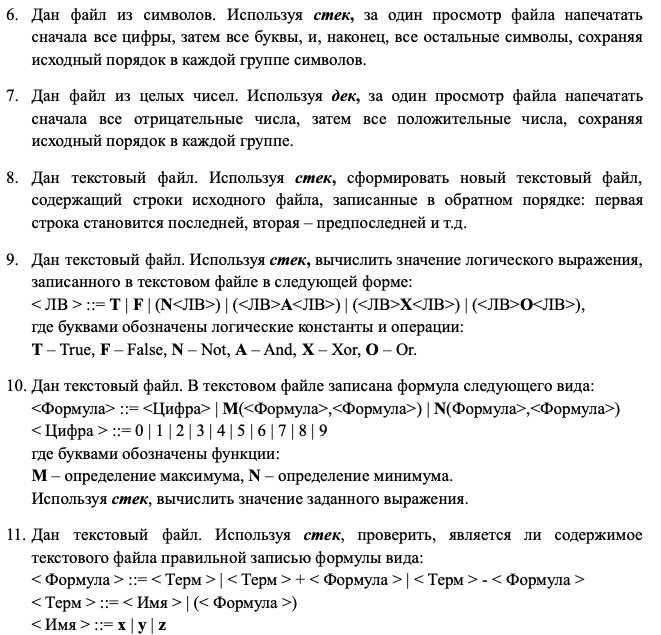 6. Дан файл из символов. Используя стек, за один просмотр файла напечатать
сначала все цифры, затем все буквы, и, наконец, все остальные символы, сохраняя
исходный порядок в каждой группе символов.
7. Дан файл из целых чисел. Используя дек, за один просмотр файла напечатать
сначала все отрицательные числа, затем все положительные числа, сохраняя
исходный порядок в каждой группе.
8. Дан текстовый файл. Используя стек, сформировать новый текстовый файл,
содержащий строки исходного файла, записанные в обратном порядке: первая
строка становится последней, вторая – предпоследней и т.д.
9. Дан текстовый файл. Используя стек, вычислить значение логического выражения,
записанного в текстовом файле в следующей форме:
< ЛВ > ::= T | F | (N<ЛВ>) | (<ЛВ>A<ЛВ>) | (<ЛВ>X<ЛВ>) | (<ЛВ>O<ЛВ>),
где буквами обозначены логические константы и операции:
T – True, F – False, N – Not, A – And, X – Xor, O – Or.
10. Дан текстовый файл. В текстовом файле записана формула следующего вида:
<Формула> ::= <Цифра> | M(<Формула>,<Формула>) | N(Формула>,<Формула>)
< Цифра > ::= 0 | 1 | 2 | 3 | 4 | 5 | 6 | 7 | 8 | 9
где буквами обозначены функции:
M – определение максимума, N – определение минимума.
Используя стек, вычислить значение заданного выражения.
11. Дан текстовый файл. Используя стек, проверить, является ли содержимое
текстового файла правильной записью формулы вида:
< Формула > ::= < Терм > | < Терм > + < Формула > | < Терм > - < Формула >
< Терм > ::= < Имя > | (< Формула >)
< Имя > ::= x | y | z